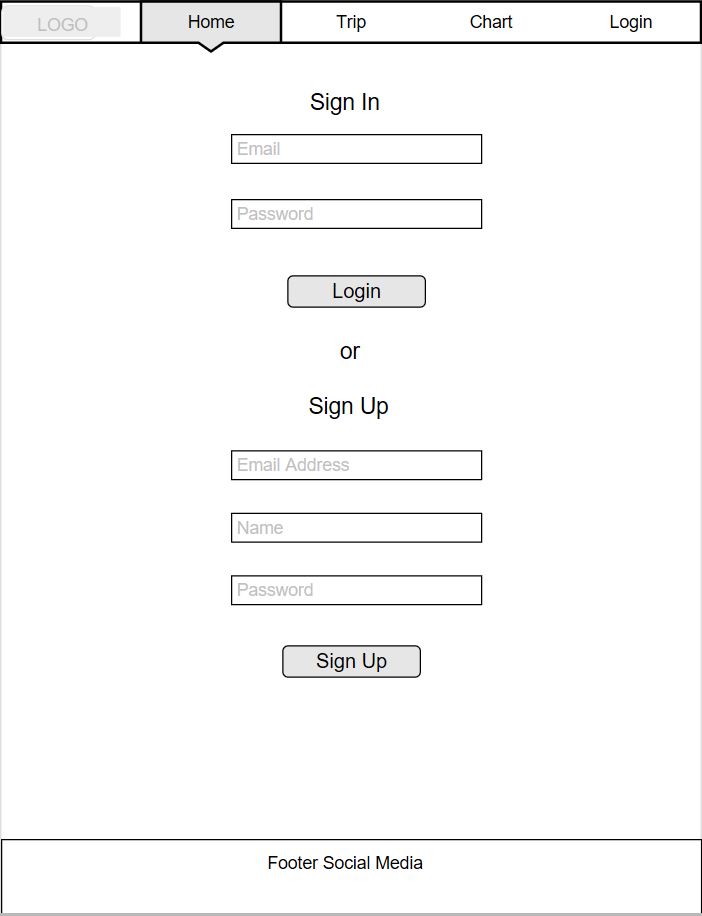 LOGO Home Trip Chart Login
Sign In
Email
Password
Login
or
Sign Up
Email Address
Name
Password
Sign Up
Footer Social Media